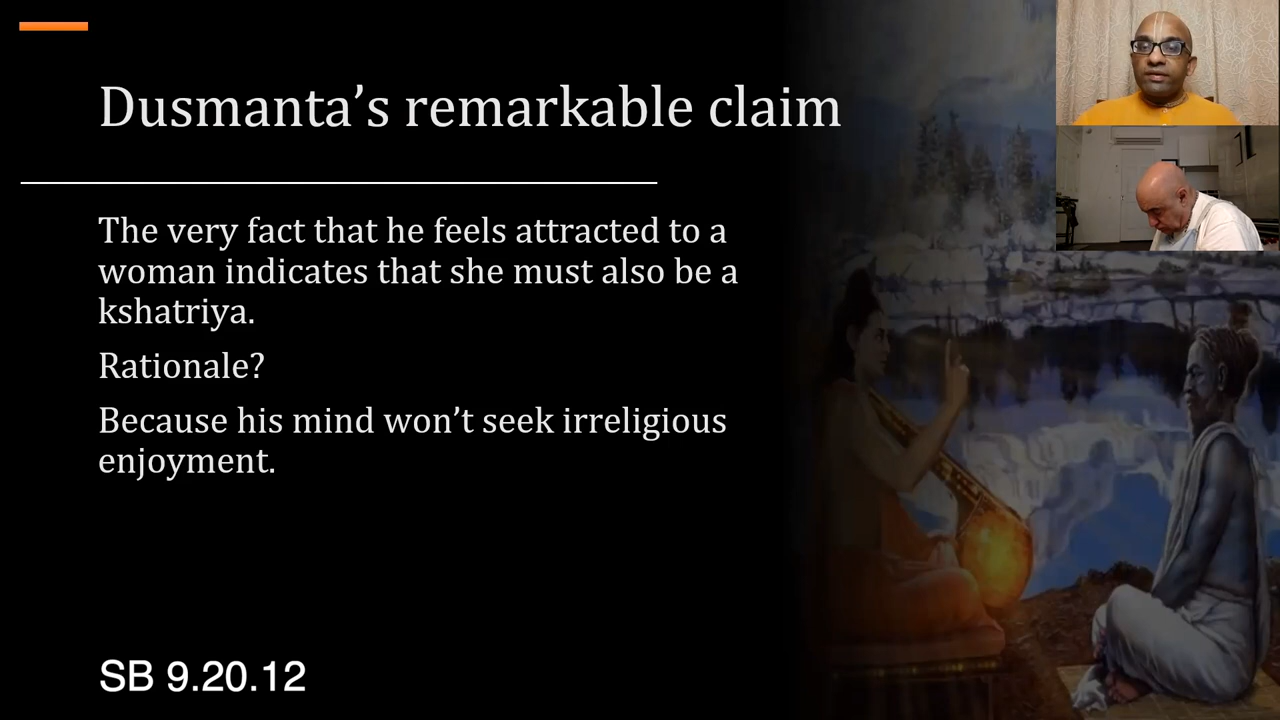 Dusmanta’s remarkable claim
The very fact that he feels attracted to a
woman indicates that she must also be a
kshatriya.
Rationale?
Because his mind won’t seek irreligious
enjoyment.
SB 9.20.12